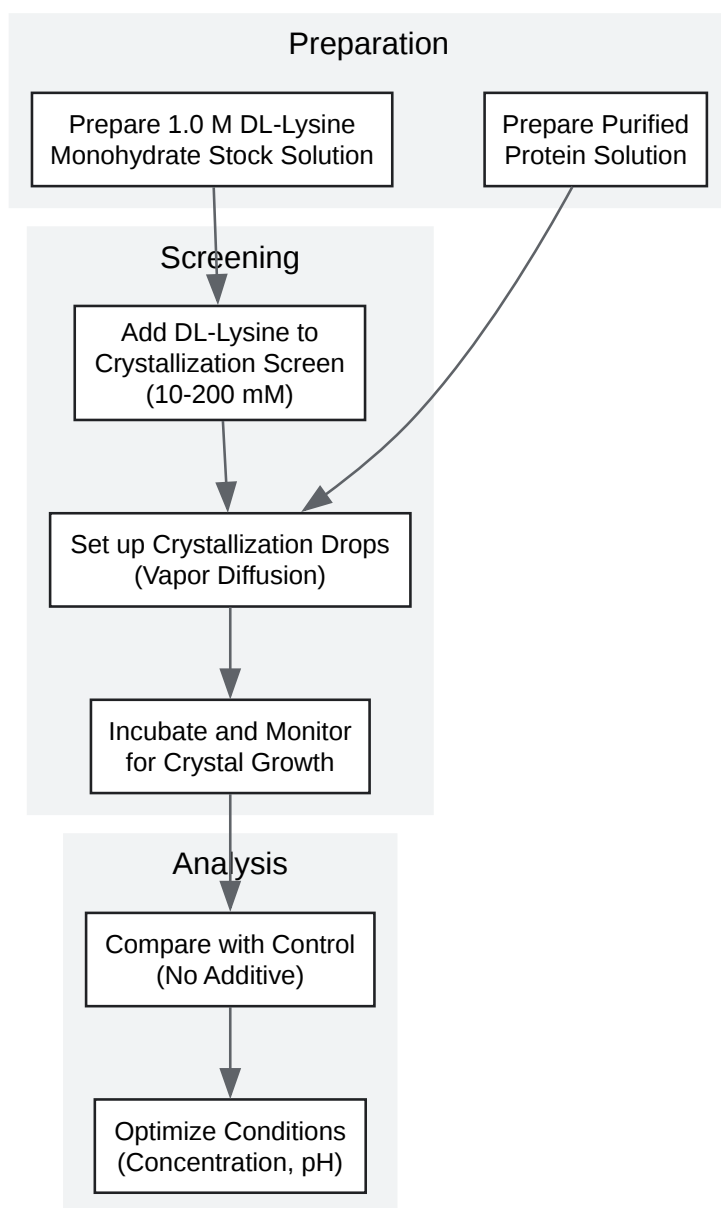 Preparation
Prepare 1.0 M DL-Lysine
Monohydrate Stock Solution
Prepare Purified
Protein Solution
Screening
Add DL-Lysine to
Crystallization Screen
(10-200 mM)
Set up Crystallization Drops
(Vapor Diffusion)
Incubate and Monitor
for Crystal Growth
Analysis
Compare with Control
(No Additive)
Optimize Conditions
(Concentration, pH)